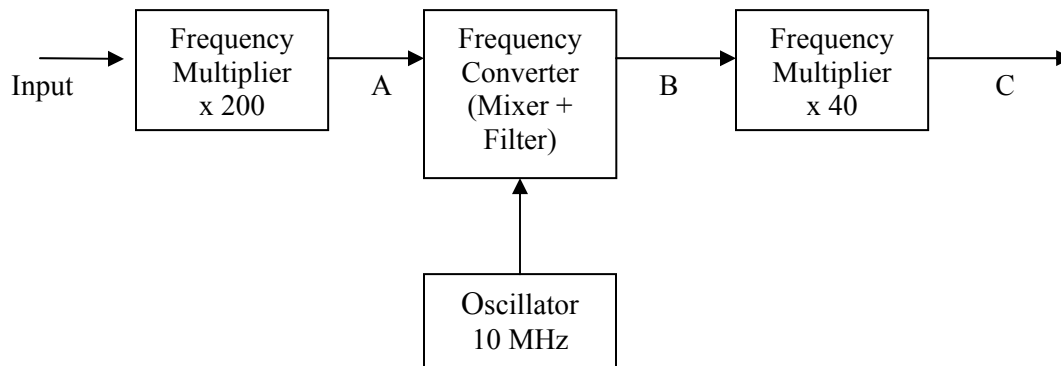 Input
Frequency
Multiplier
x 200
A
Frequency
Converter
(Mixer +
Filter)
B
Frequency
Multiplier
x 40
C
Oscillator
10 MHz